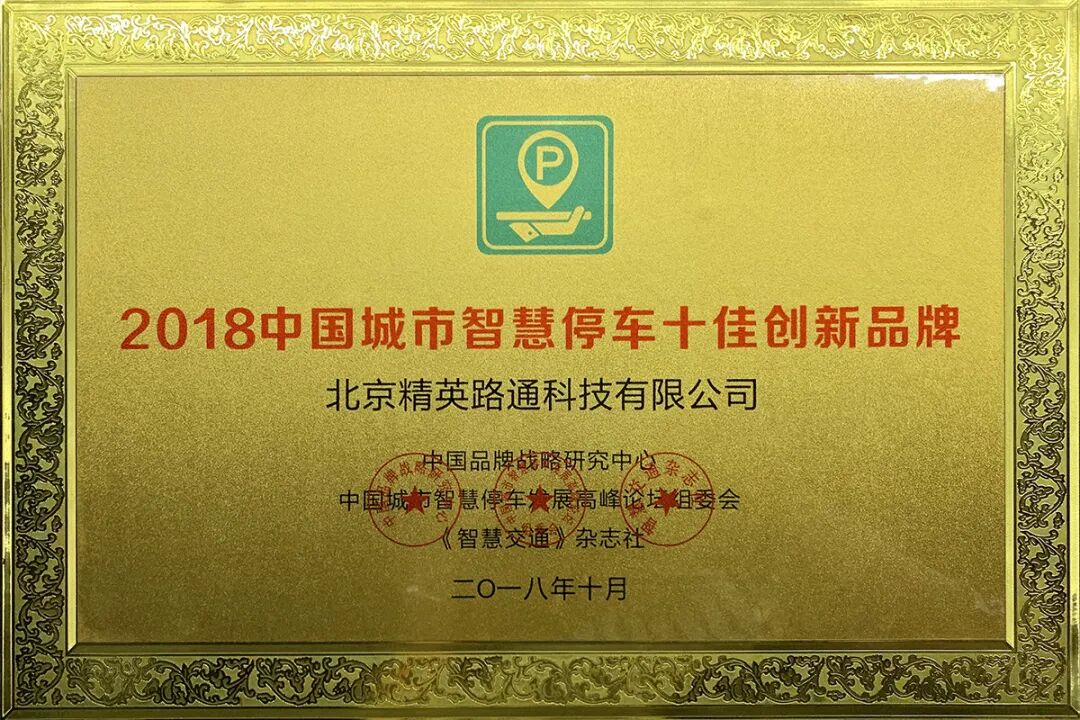 P
2018中国城市智慧停车十佳创新品牌
北京精英路通科技有限公司
中国品牌战略研究中心
中国城市智慧停车发展高峰论坛组委会
《智慧交通》杂志社
二〇一八年十月